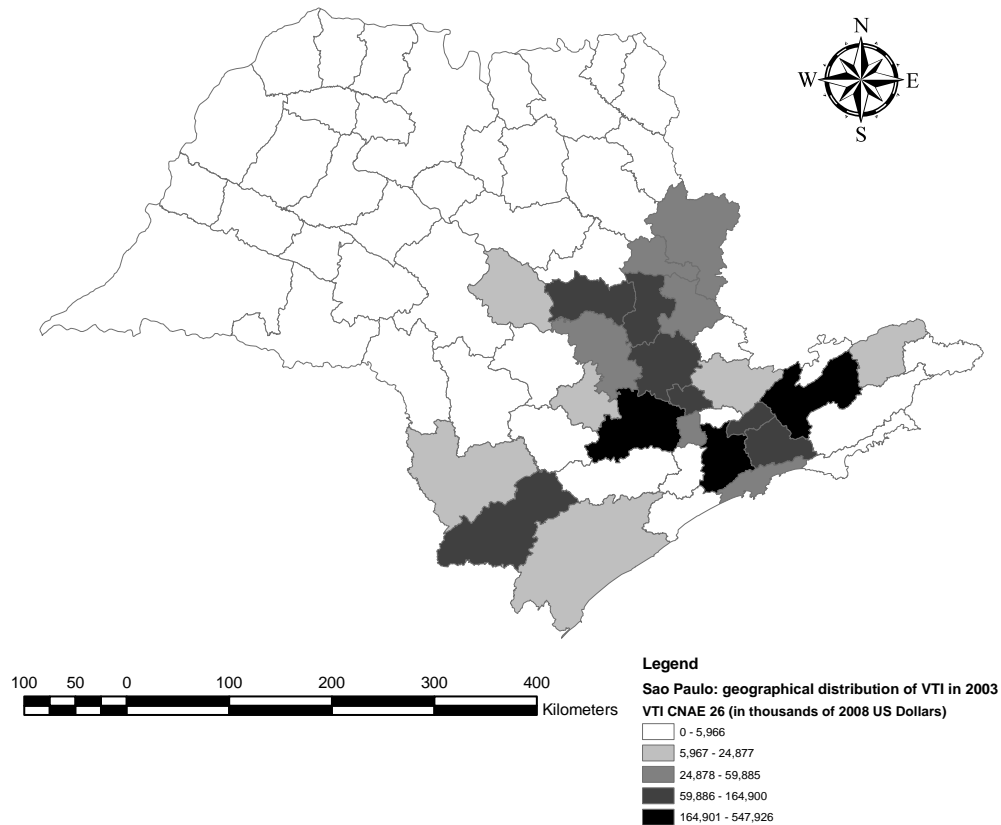 N
W E
S
100 50 0 100 200 300 400
Kilometers
Legend
Sao Paulo: geographical distribution of VTI in 2003
VTI CNAE 26 (in thousands of 2008 US Dollars)
0 - 5,966
5,967 - 24,877
24,878 - 59,885
59,886 - 164,900
164,901 - 547,926